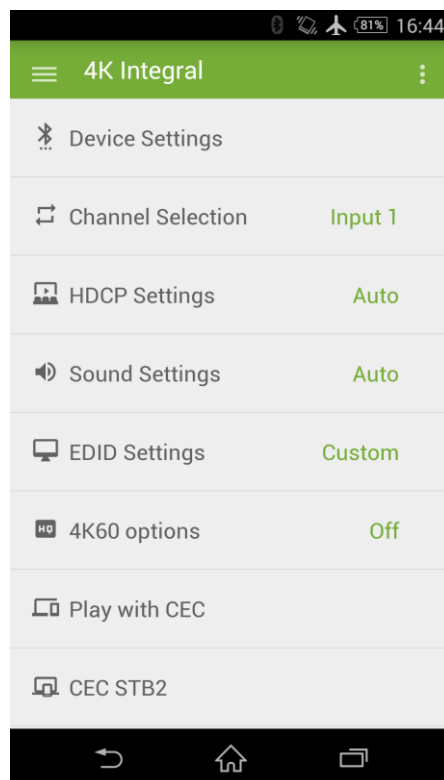 81% 16:44
4K Integral
Device Settings
Channel Selection Input 1
HDCP Settings Auto
Sound Settings Auto
EDID Settings Custom
HQ 4K60 options Off
Play with CEC
CEC STB2